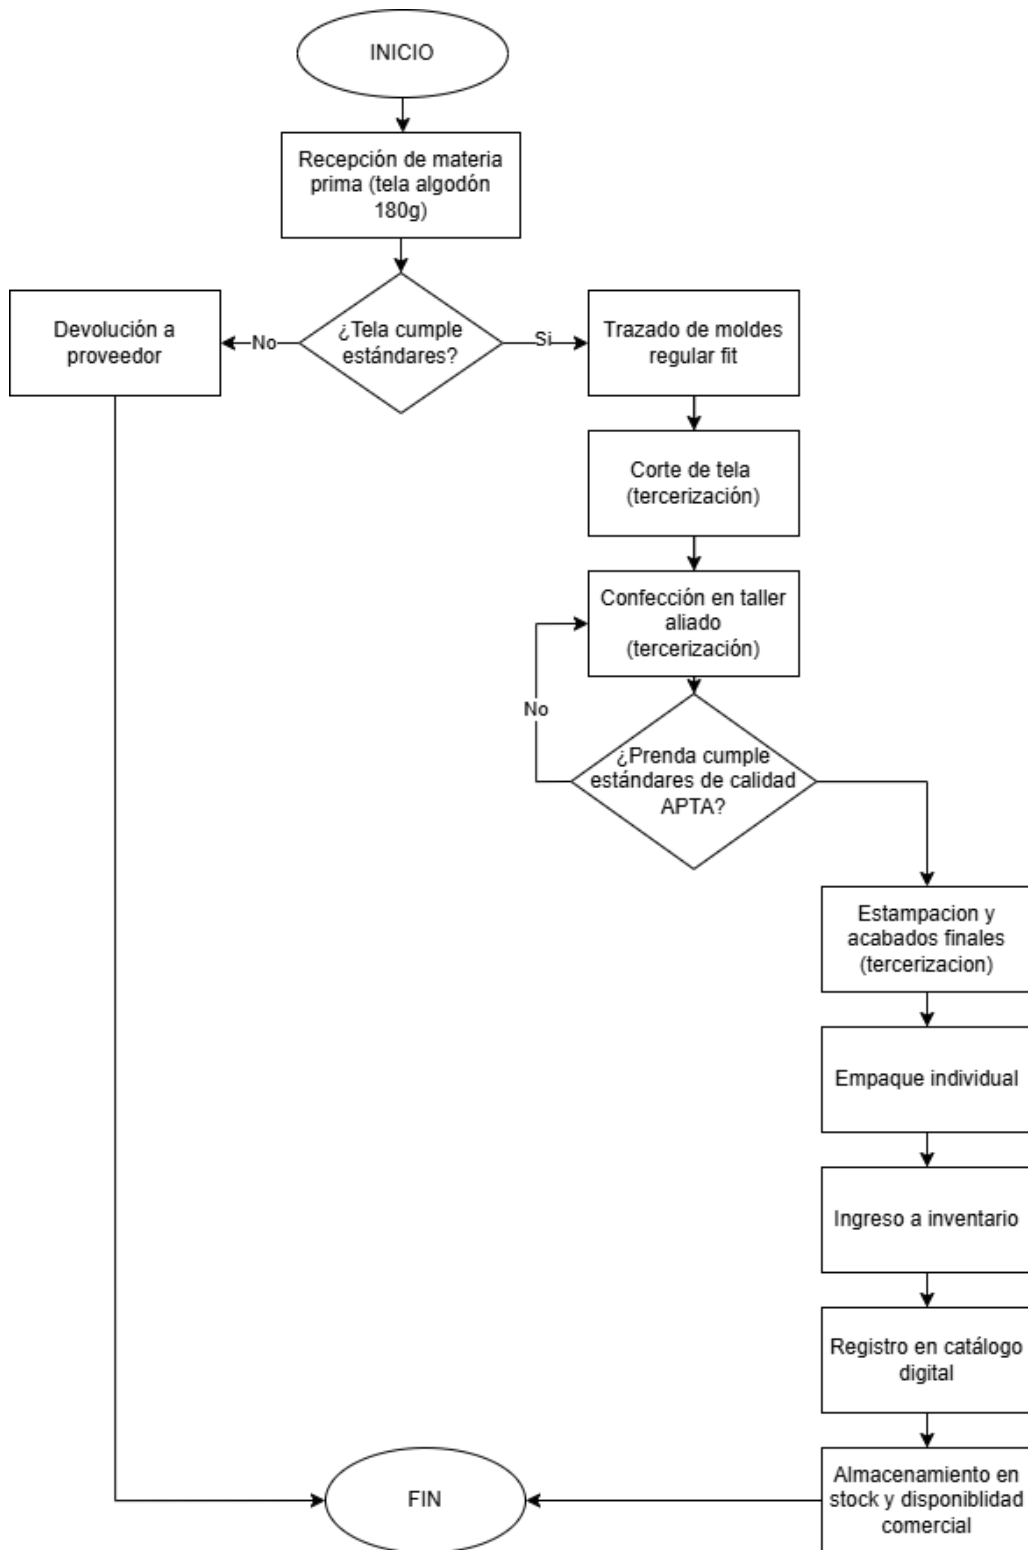 INICIO
Recepción de materia
prima (tela algodón
180g)
¿Tela cumple
estándares?
No
Si
Devolución a
proveedor
Trazado de moldes
regular fit
Corte de tela
(tercerización)
Confección en taller
aliado
(tercerización)
No
¿Prenda cumple
estándares de calidad
APTA?
Estampacion y
acabados finales
(tercerizacion)
Empaque individual
Ingreso a inventario
Registro en catálogo
digital
Almacenamiento en
stock y disponiblidad
comercial
FIN